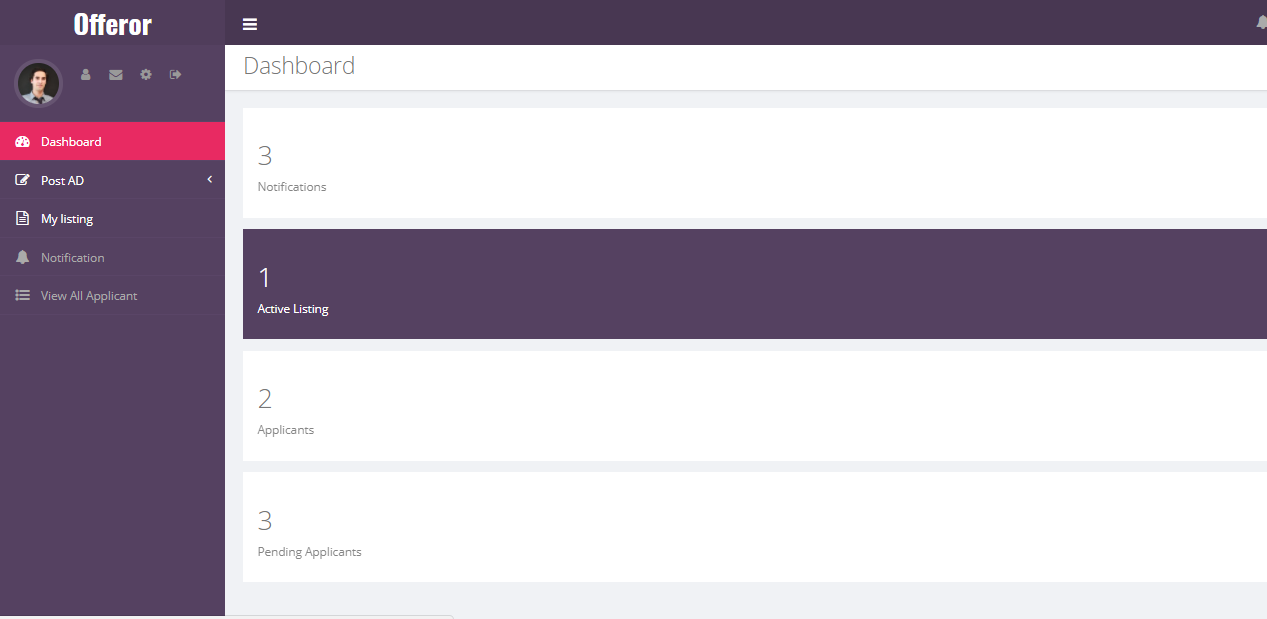 Offeror
Dashboard
Dashboard
Post AD
My listing
Notification
View All Applicant
3
Notifications
1
Active Listing
2
Applicants
3
Pending Applicants